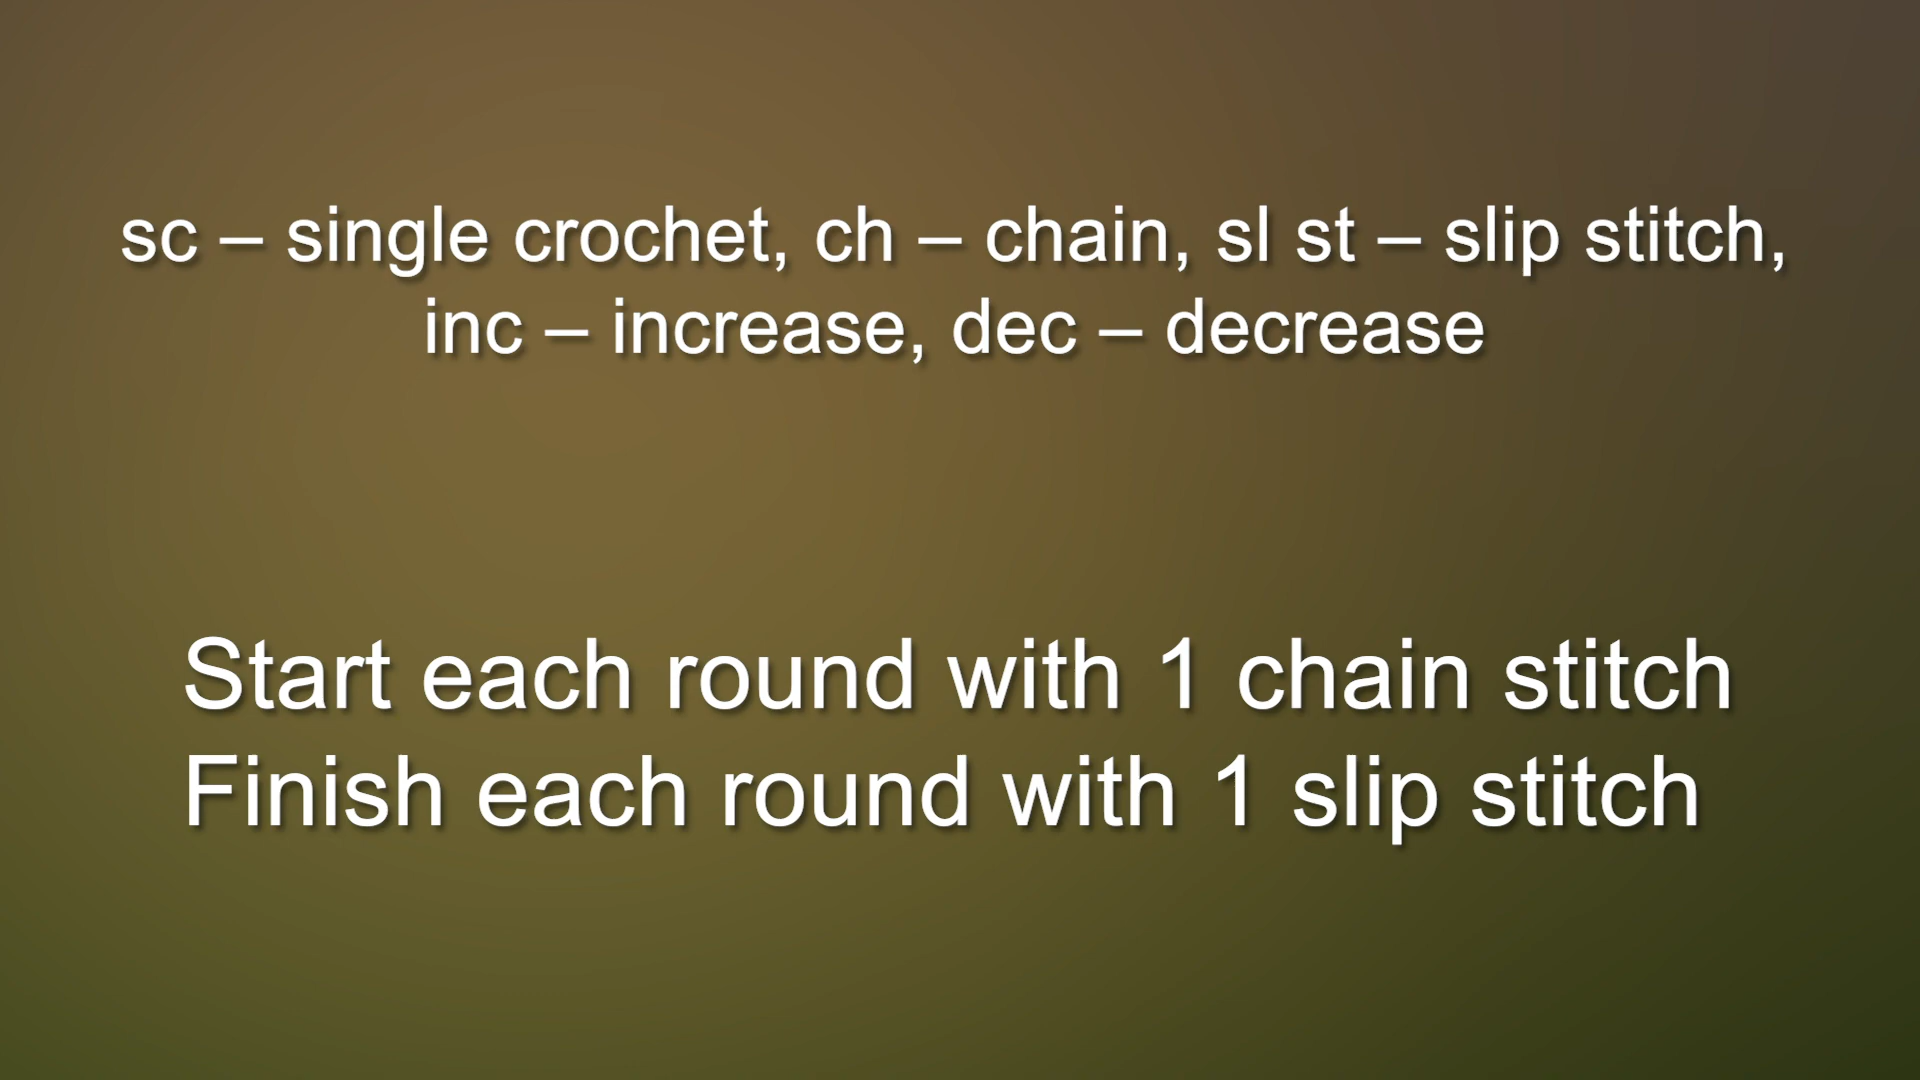 sc – single crochet, ch – chain, sl st – slip stitch,
inc – increase, dec – decrease
Start each round with 1 chain stitch
Finish each round with 1 slip stitch